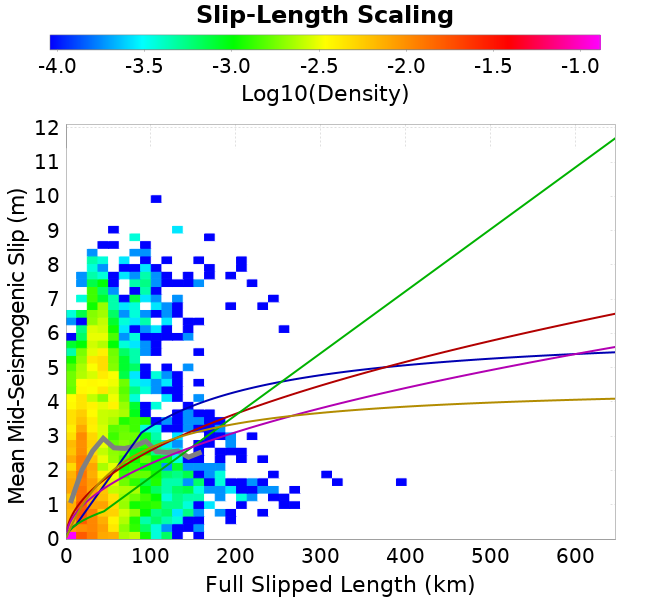 Slip-Length Scaling
-4.0 -3.5 -3.0 -2.5 -2.0 -1.5 -1.0
Log10(Density)
12
11
10
9
8
7
6
5
4
3
2
1
0
Mean Mid-Seismogenic Slip (m)
0 100 200 300 400 500 600
Full Slipped Length (km)